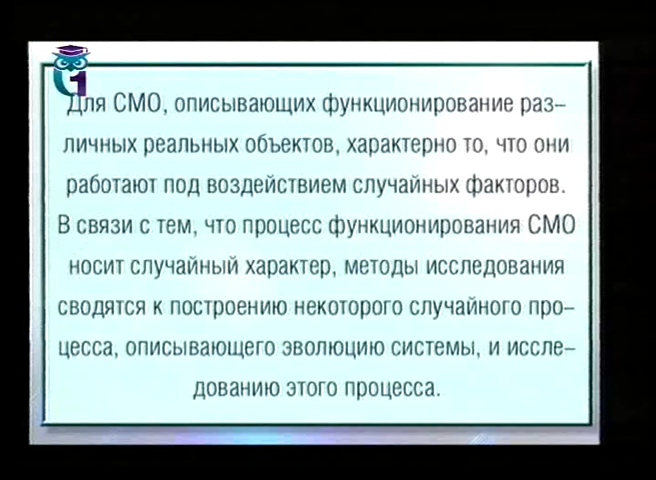 1
Для СМО, описывающих функционирование раз–
личных реальных объектов, характерно то, что они
работают под воздействием случайных факторов.
В связи с тем, что процесс функционирования СМО
носит случайный характер, методы исследования
сводятся к построению некоторого случайного про–
цесса, описывающего эволюцию системы, и иссле–
дованию этого процесса.